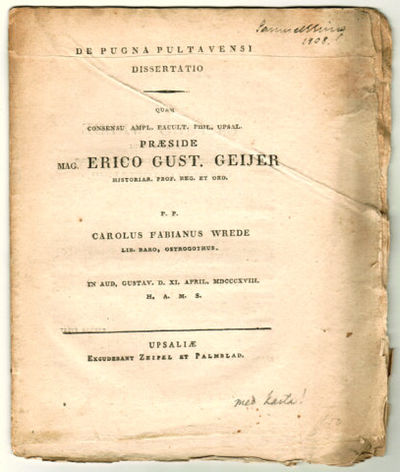 1908.
DE PUGNA PULTAVENSI
DISSERTATIO
QUAM
CONSENSU AMPL. FACULT. PHIL. UPSAL.
PRÆSIDE
MAG. ERICO GUST. GEIJER
HISTORIAR. PROF. REG. ET ORD.
P. P.
CAROLUS FABIANUS WREDE
LIB. BARO, OSTROGOTHUS.
IN AUD, GUSTAV. D. XI. APRIL. MDCCCXVIII.
H. A. M. S.
UPSALIÆ
EXCUDEBANT ZEIPEL ET PALMBLAD.
med karta!